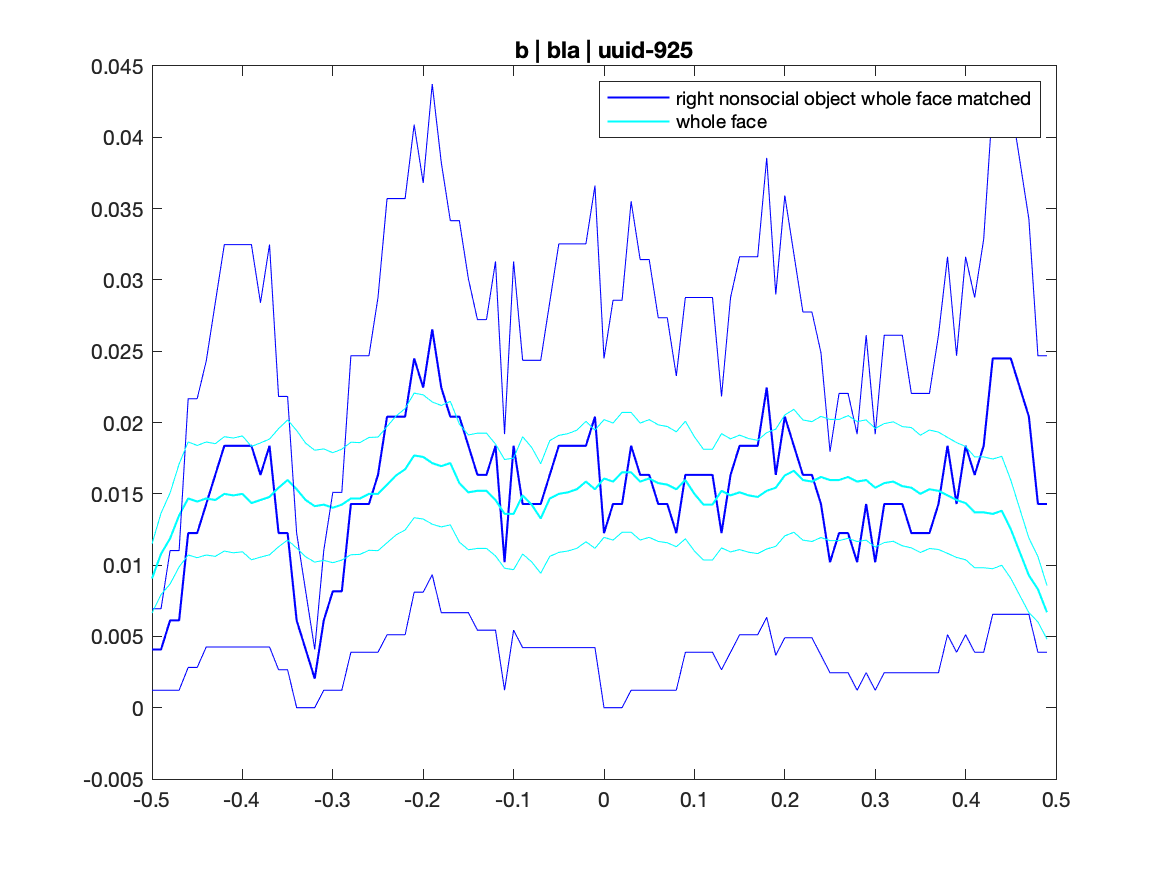 b | bla | uuid-925
right nonsocial object whole face matched
whole face
0.045
0.04
0.035
0.03
0.025
0.02
0.015
0.01
0.005
0
-0.005
-0.5 -0.4 -0.3 -0.2 -0.1 0 0.1 0.2 0.3 0.4 0.5